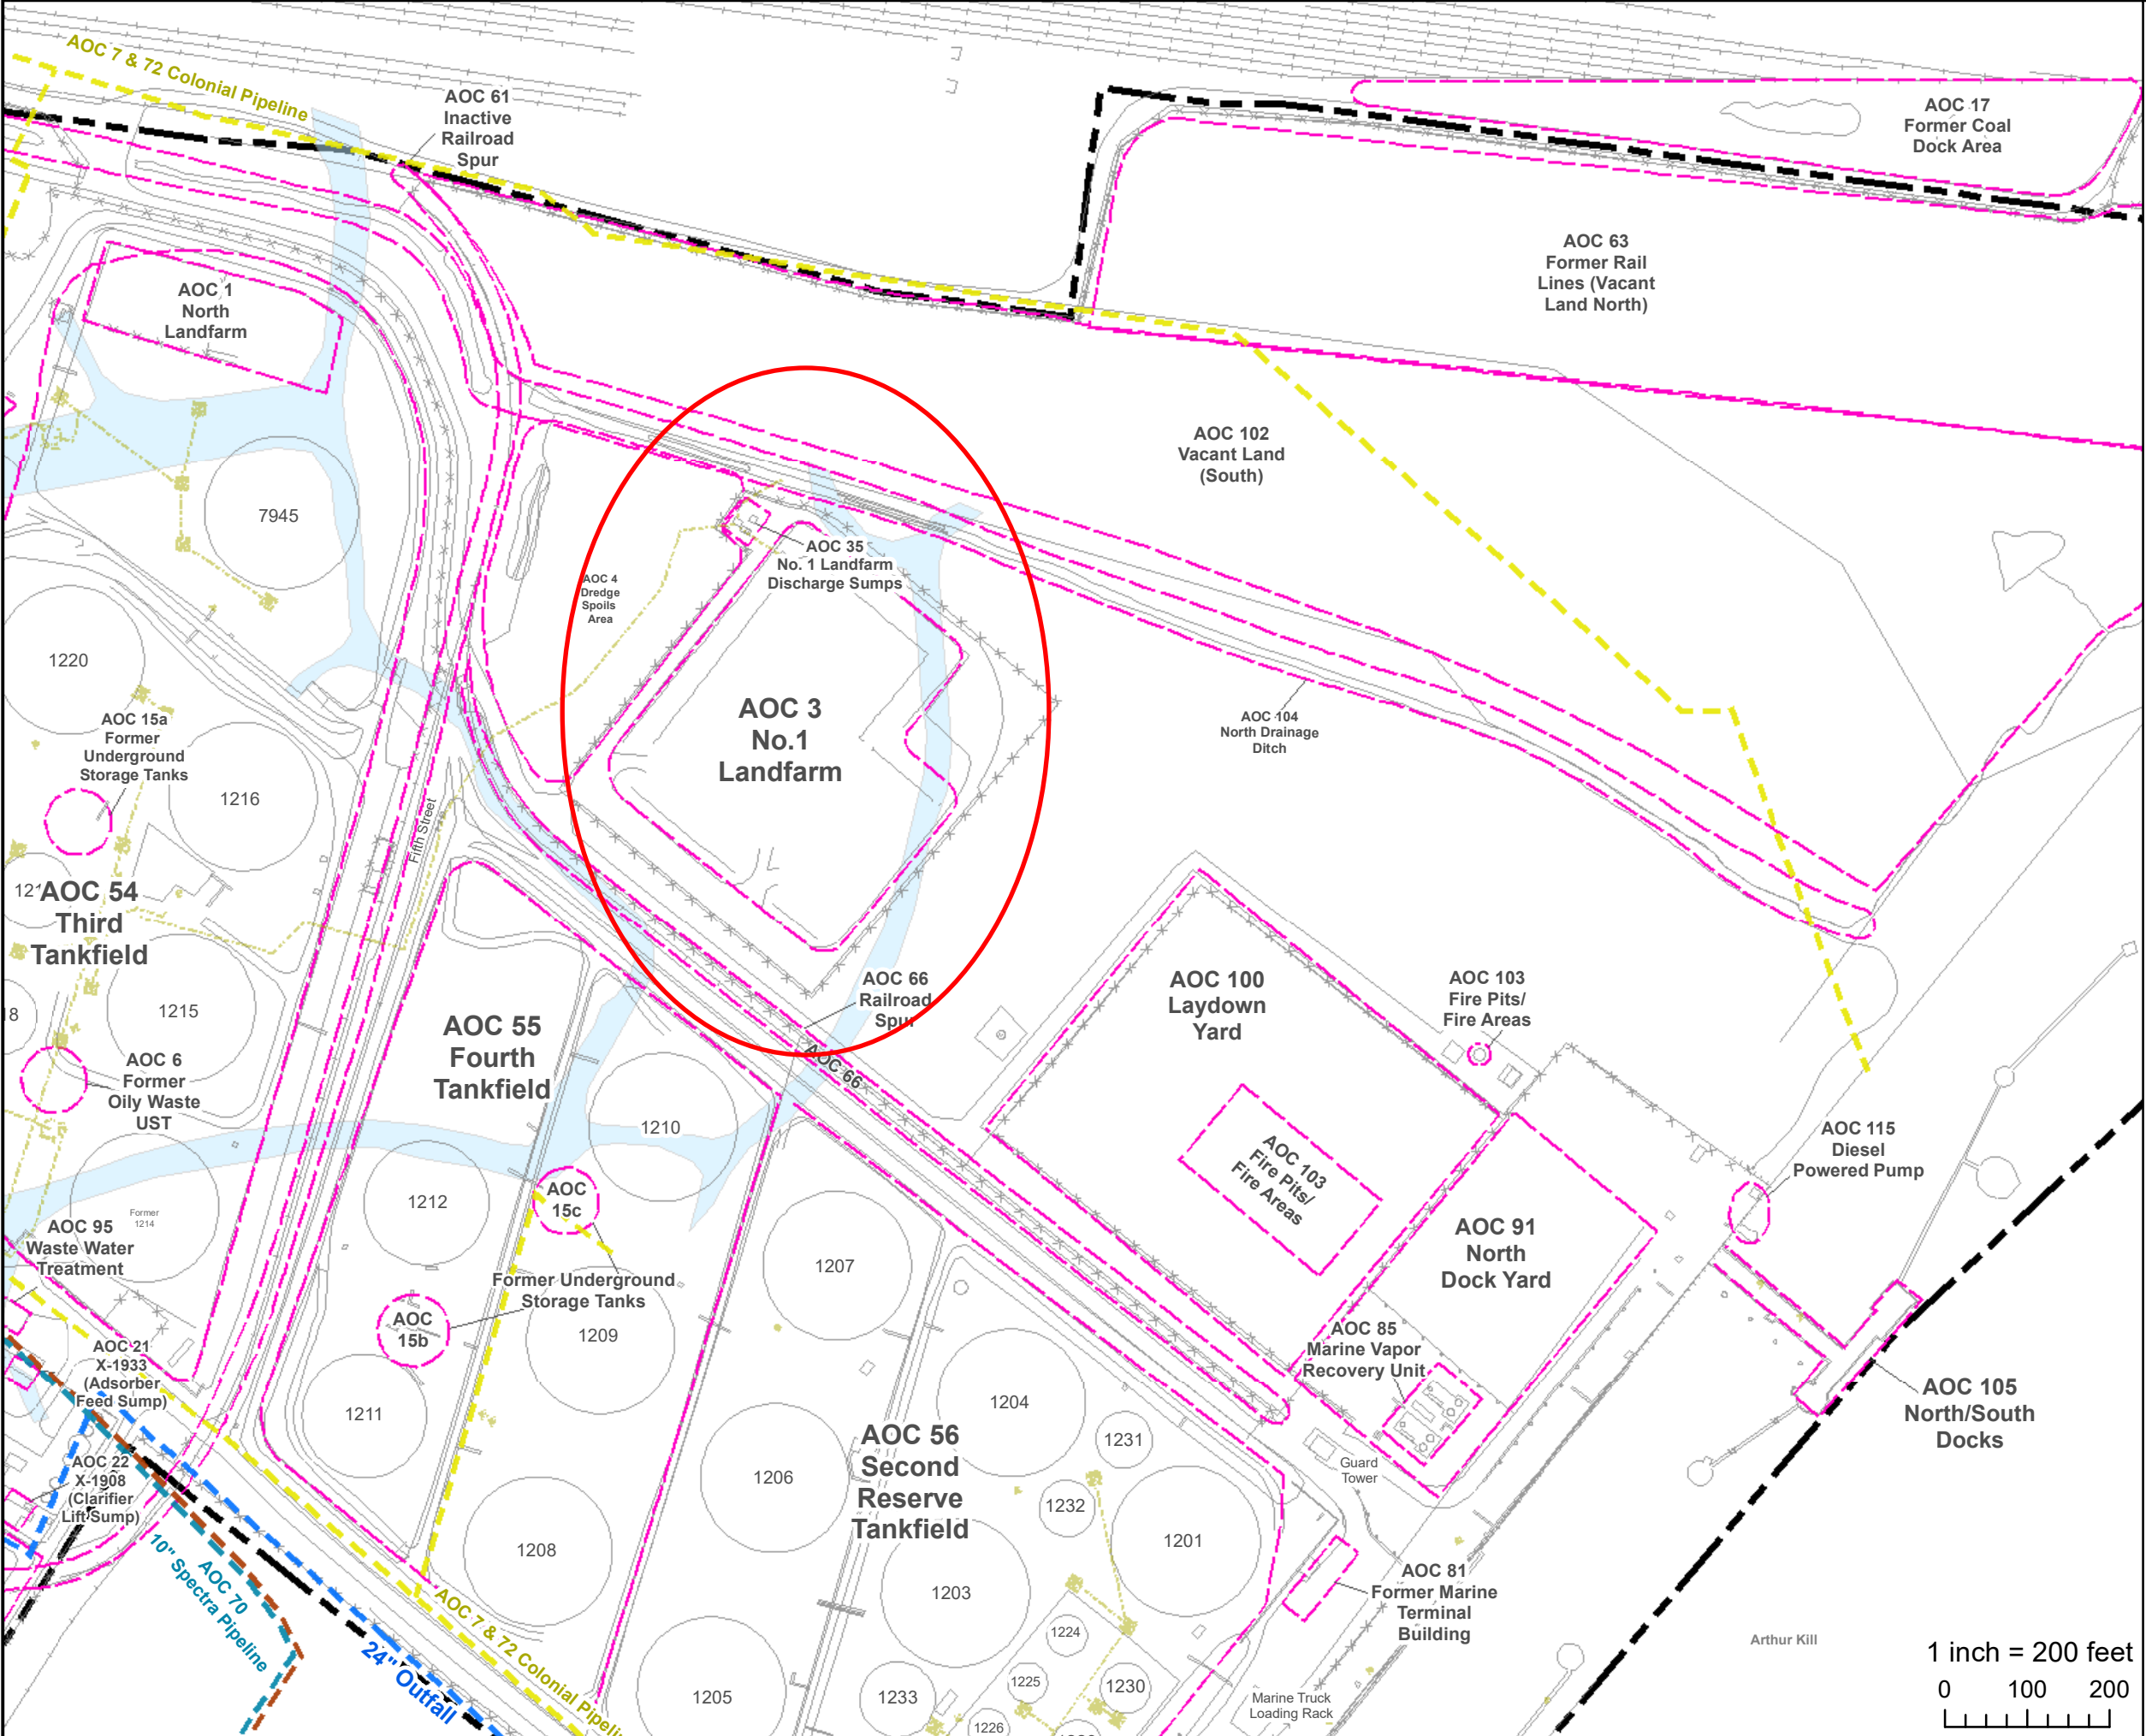 AOC 7 & 72 Colonial Pipeline
AOC 61
Inactive
Railroad
Spur
AOC 17
Former Coal
Dock Area
AOC 63
Former Rail
Lines (Vacant
Land North)
AOC 1
North
Landfarm
AOC 102
Vacant Land
(South)
7945
AOC 35
No. 1 Landfarm
Discharge Sumps
AOC 4
Dredge
Spoils
Area
1220
AOC 3
No.1
Landfarm
AOC 104
North Drainage
Ditch
AOC 15a
Former
Underground
Storage Tanks
1216
Fifth Street
AOC 54
Third
Tankfield
1215
18
AOC 66
Railroad
Spur
AOC 66
AOC 100
Laydown
Yard
AOC 103
Fire Pits/
Fire Areas
AOC 55
Fourth
Tankfield
AOC 6
Former
Oily Waste
UST
1210
AOC 103
Fire Pits/
Fire Areas
AOC 115
Diesel
Powered Pump
1212
AOC
15c
Former
1214
AOC 95
Waste Water
Treatment
AOC 91
North
Dock Yard
1207
Former Underground
Storage Tanks
AOC
15b
1209
AOC 85
Marine Vapor
Recovery Unit
AOC 21
X-1933
(Adsorber
Feed Sump)
1211
1204
AOC 105
North/South
Docks
AOC 56
Second
Reserve
Tankfield
1231
1206
Guard
Tower
AOC 22
X-1908
(Clarifier
Lift Sump)
1232
1208
1201
1203
AOC 81
Former Marine
Terminal
Building
AOC 70
10" Spectra Pipeline
AOC 7 & 72 Colonial Pipelin
24" Outfall
1224
Arthur Kill
1 inch = 200 feet
0 100 200
1205
1233
1225
1230
1226
Marine Truck
Loading Rack